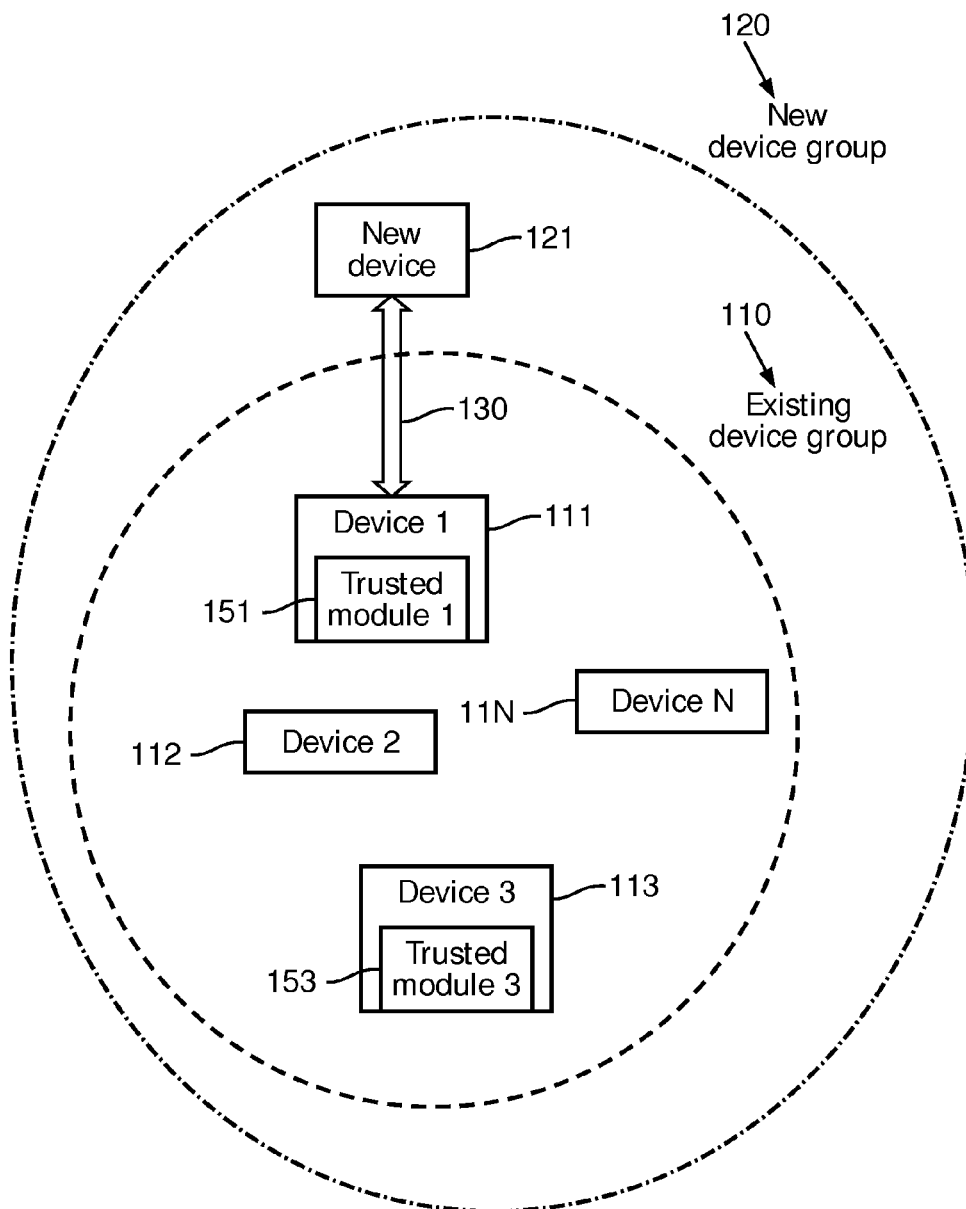 120
New
device group
New
device
121
110
Existing
device group
130
Device 1
111
Trusted
module 1
151
Device N
11N
Device 2
112
Device 3
113
Trusted
module 3
153